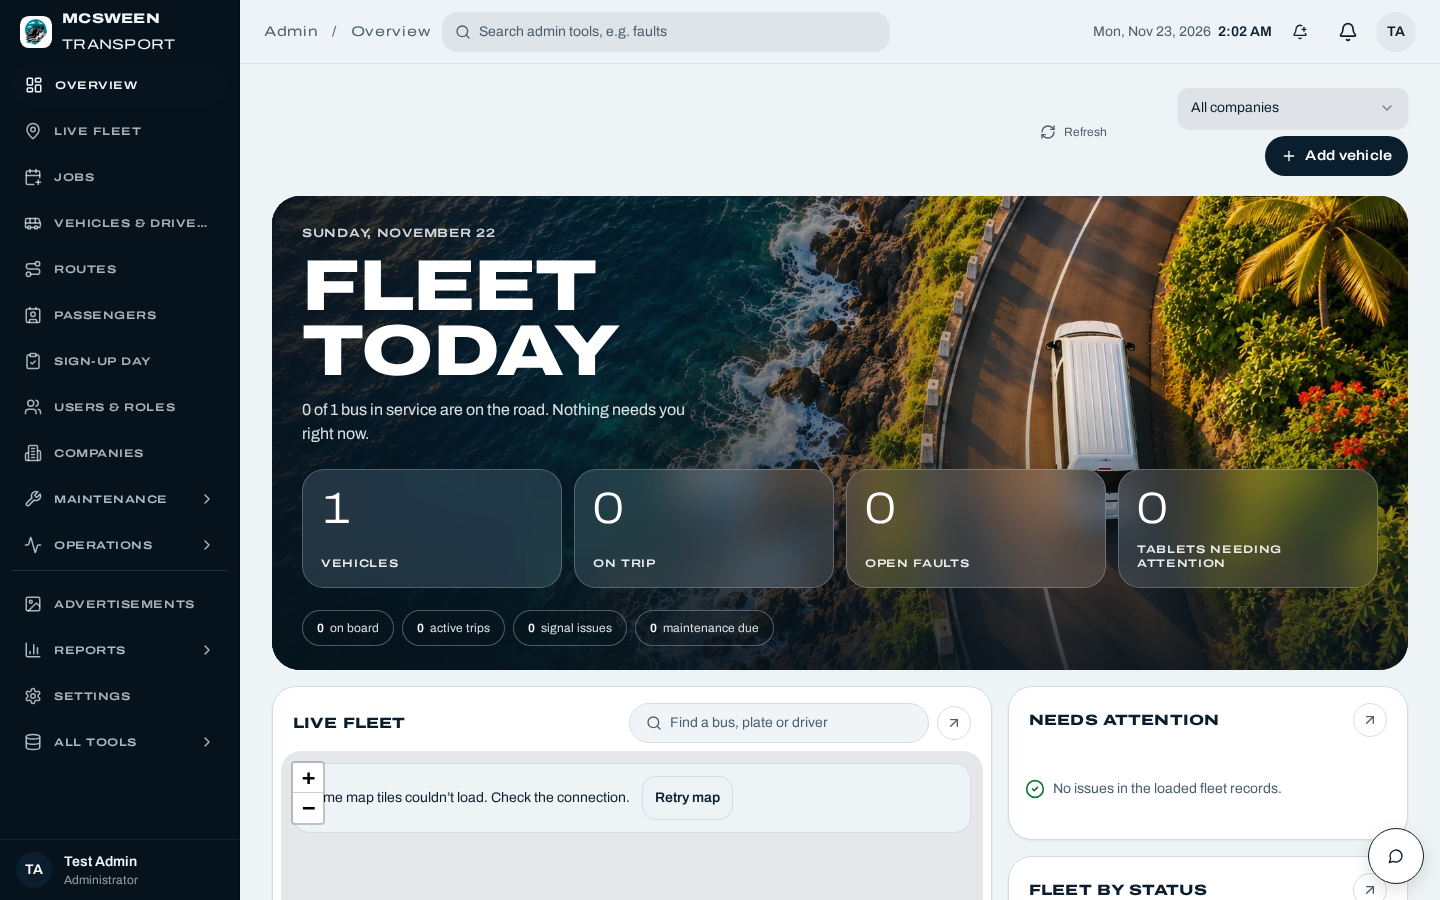 MCSWEEN
TRANSPORT
OVERVIEW
LIVE FLEET
JOBS
VEHICLES & DRIVE...
ROUTES
PASSENGERS
SIGN-UP DAY
USERS & ROLES
COMPANIES
MAINTENANCE
OPERATIONS
ADVERTISEMENTS
REPORTS
SETTINGS
ALL TOOLS
TA
Test Admin
Administrator
Admin / Overview
Search admin tools, e.g. faults
Mon, Nov 23, 2026 2:02 AM
TA
All companies
Refresh
+ Add vehicle
SUNDAY, NOVEMBER 22
FLEET
TODAY
0 of 1 bus in service are on the road. Nothing needs you
right now.
1
VEHICLES
0
ON TRIP
0
OPEN FAULTS
0
TABLETS NEEDING
ATTENTION
0 on board
0 active trips
0 signal issues
0 maintenance due
LIVE FLEET
Find a bus, plate or driver
+
−
me map tiles couldn't load. Check the connection.
Retry map
NEEDS ATTENTION
No issues in the loaded fleet records.
FLEET BY STATUS